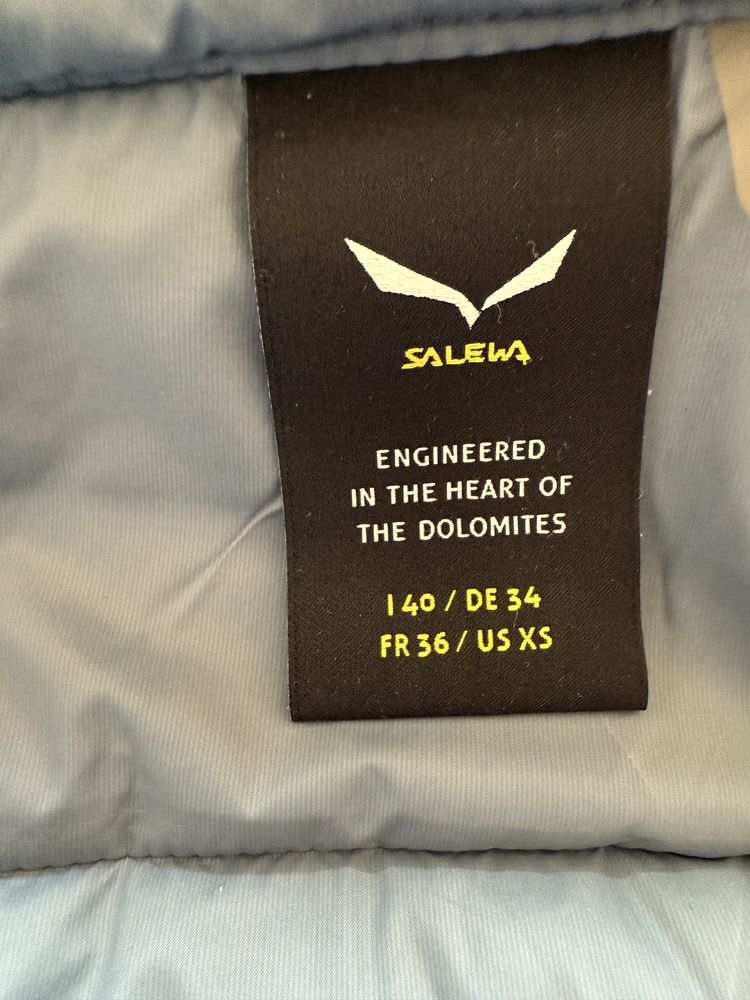 SALEWA
ENGINEERED
IN THE HEART OF
THE DOLOMITES
I 40 / DE 34
FR 36 / US XS